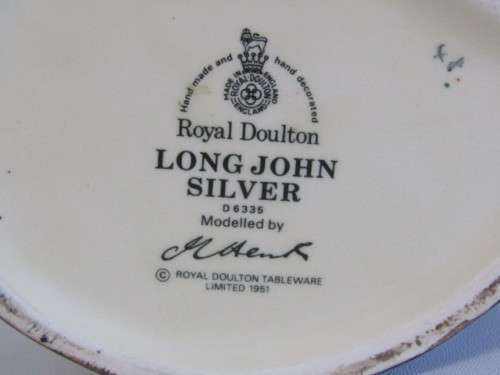 Hand made and hand decorated
MADE IN ENGLAND
ROYAL DOULTON
ENGLAND
Royal Doulton
LONG JOHN
SILVER
D 6335
Modelled by
© ROYAL DOULTON TABLEWARE
LIMITED 1951